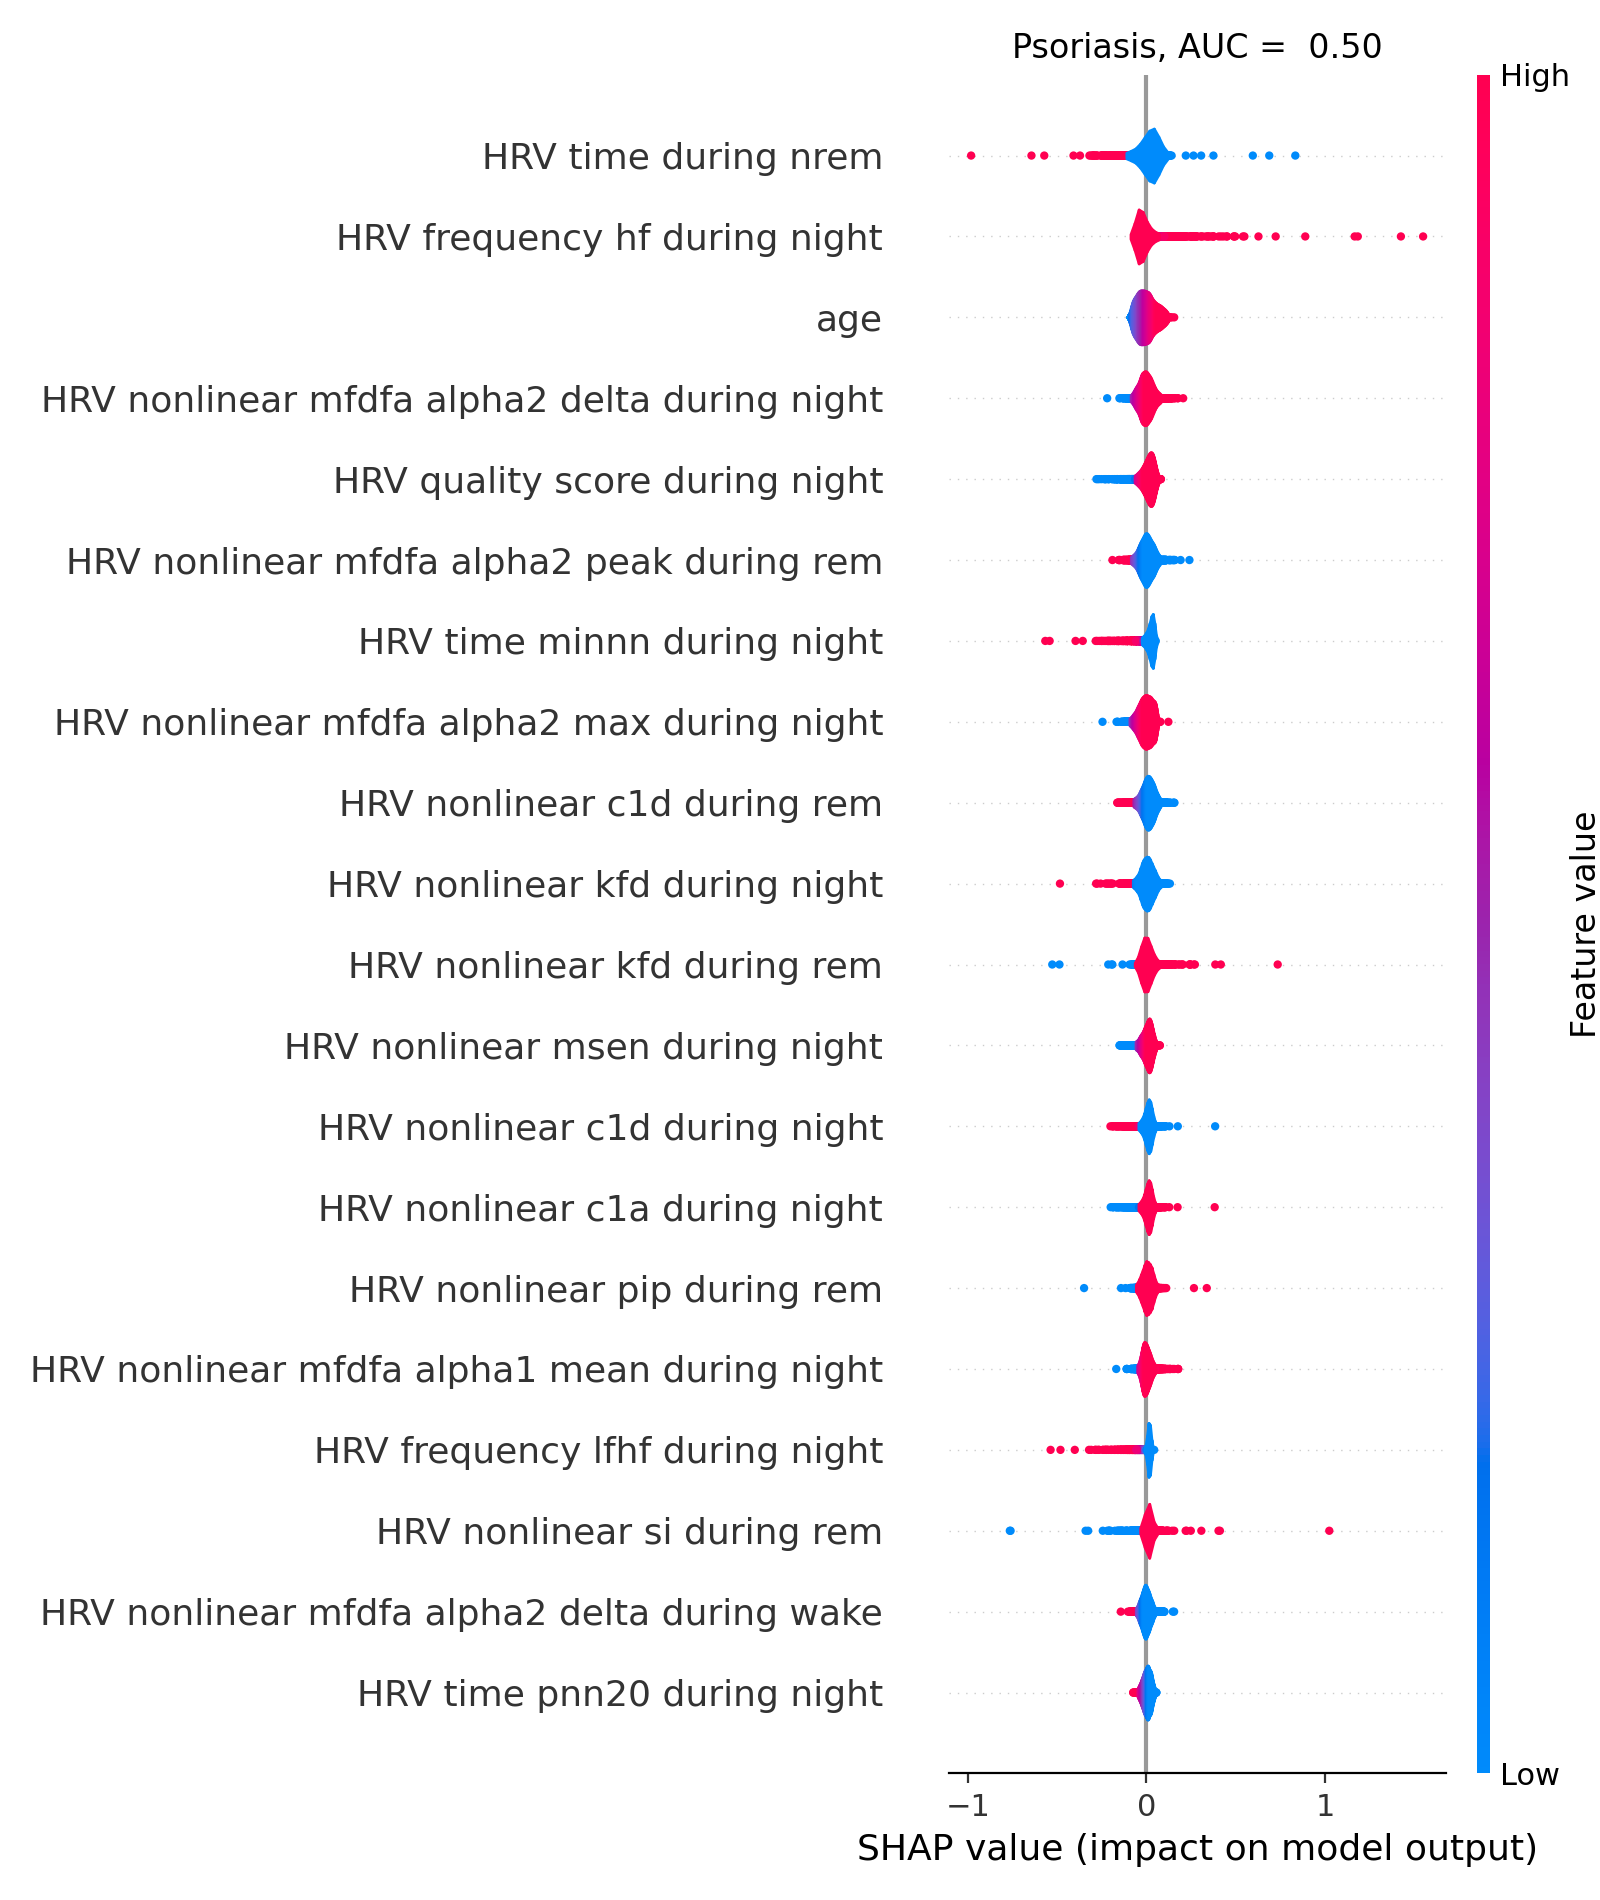 Psoriasis, AUC =  0.50
High
HRV time during nrem
HRV frequency hf during night
age
HRV nonlinear mfdfa alpha2 delta during night
HRV quality score during night
HRV nonlinear mfdfa alpha2 peak during rem
HRV time minnn during night
HRV nonlinear mfdfa alpha2 max during night
HRV nonlinear c1d during rem
HRV nonlinear kfd during night
HRV nonlinear kfd during rem
HRV nonlinear msen during night
HRV nonlinear c1d during night
HRV nonlinear c1a during night
HRV nonlinear pip during rem
HRV nonlinear mfdfa alpha1 mean during night
HRV frequency lfhf during night
HRV nonlinear si during rem
HRV nonlinear mfdfa alpha2 delta during wake
HRV time pnn20 during night
Feature value
Low
−1 0 1
SHAP value (impact on model output)